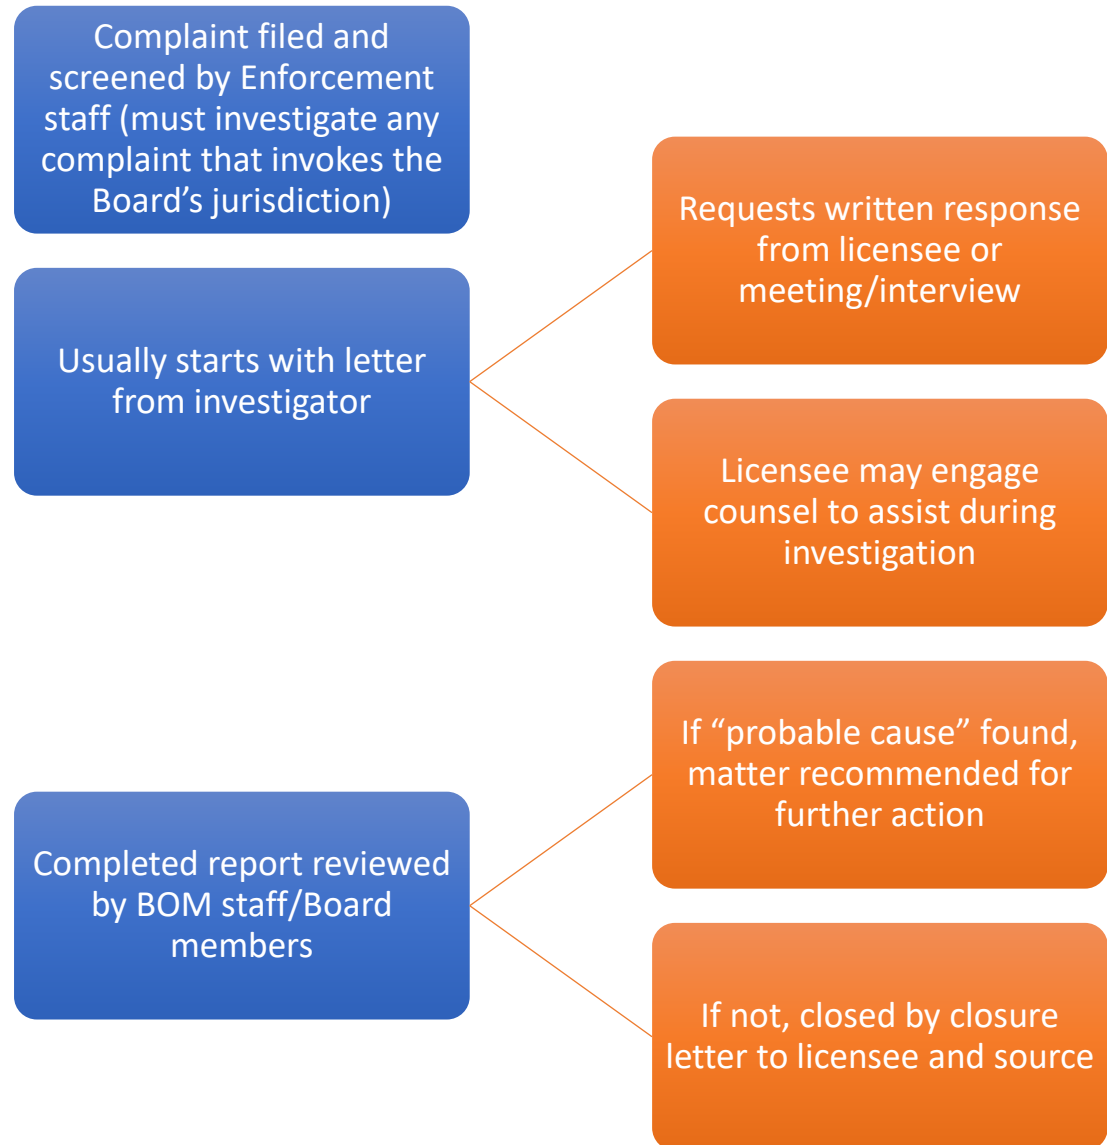 Complaint filed and
screened by Enforcement
staff (must investigate any
complaint that invokes the
Board’s jurisdiction)
Usually starts with letter
from investigator
Requests written response
from licensee or
meeting/interview
Licensee may engage
counsel to assist during
investigation
Completed report reviewed
by BOM staff/Board
members
If “probable cause” found,
matter recommended for
further action
If not, closed by closure
letter to licensee and source